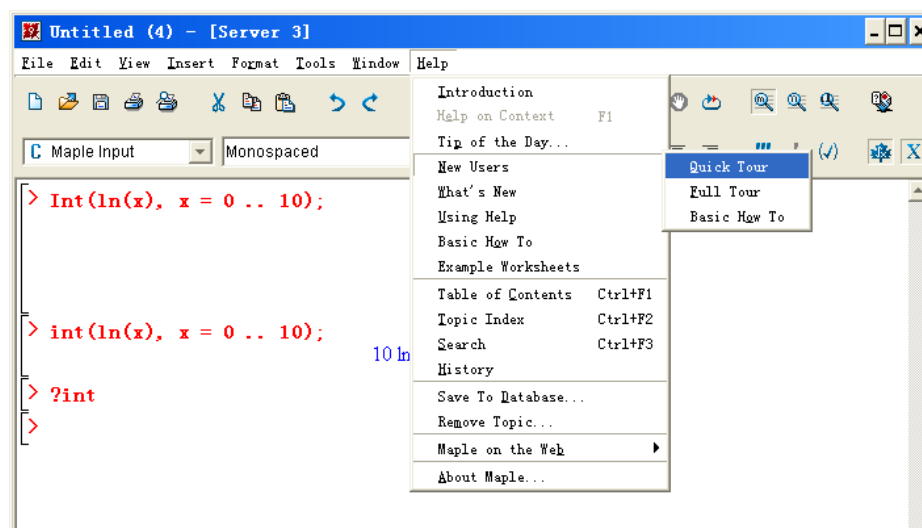 Untitled (4) - [Server 3]
File Edit View Insert Format Tools Window Help
C Maple Input Monospaced
> Int(ln(x), x = 0 .. 10);
> int(ln(x), x = 0 .. 10);
10 ln
> ?int
>
Introduction
Help on Context F1
Tip of the Day...
New Users
What's New
Using Help
Basic How To
Example Worksheets
Table of Contents Ctrl+F1
Topic Index Ctrl+F2
Search Ctrl+F3
History
Save To Database...
Remove Topic...
Maple on the Web
About Maple...
Quick Tour
Full Tour
Basic How To